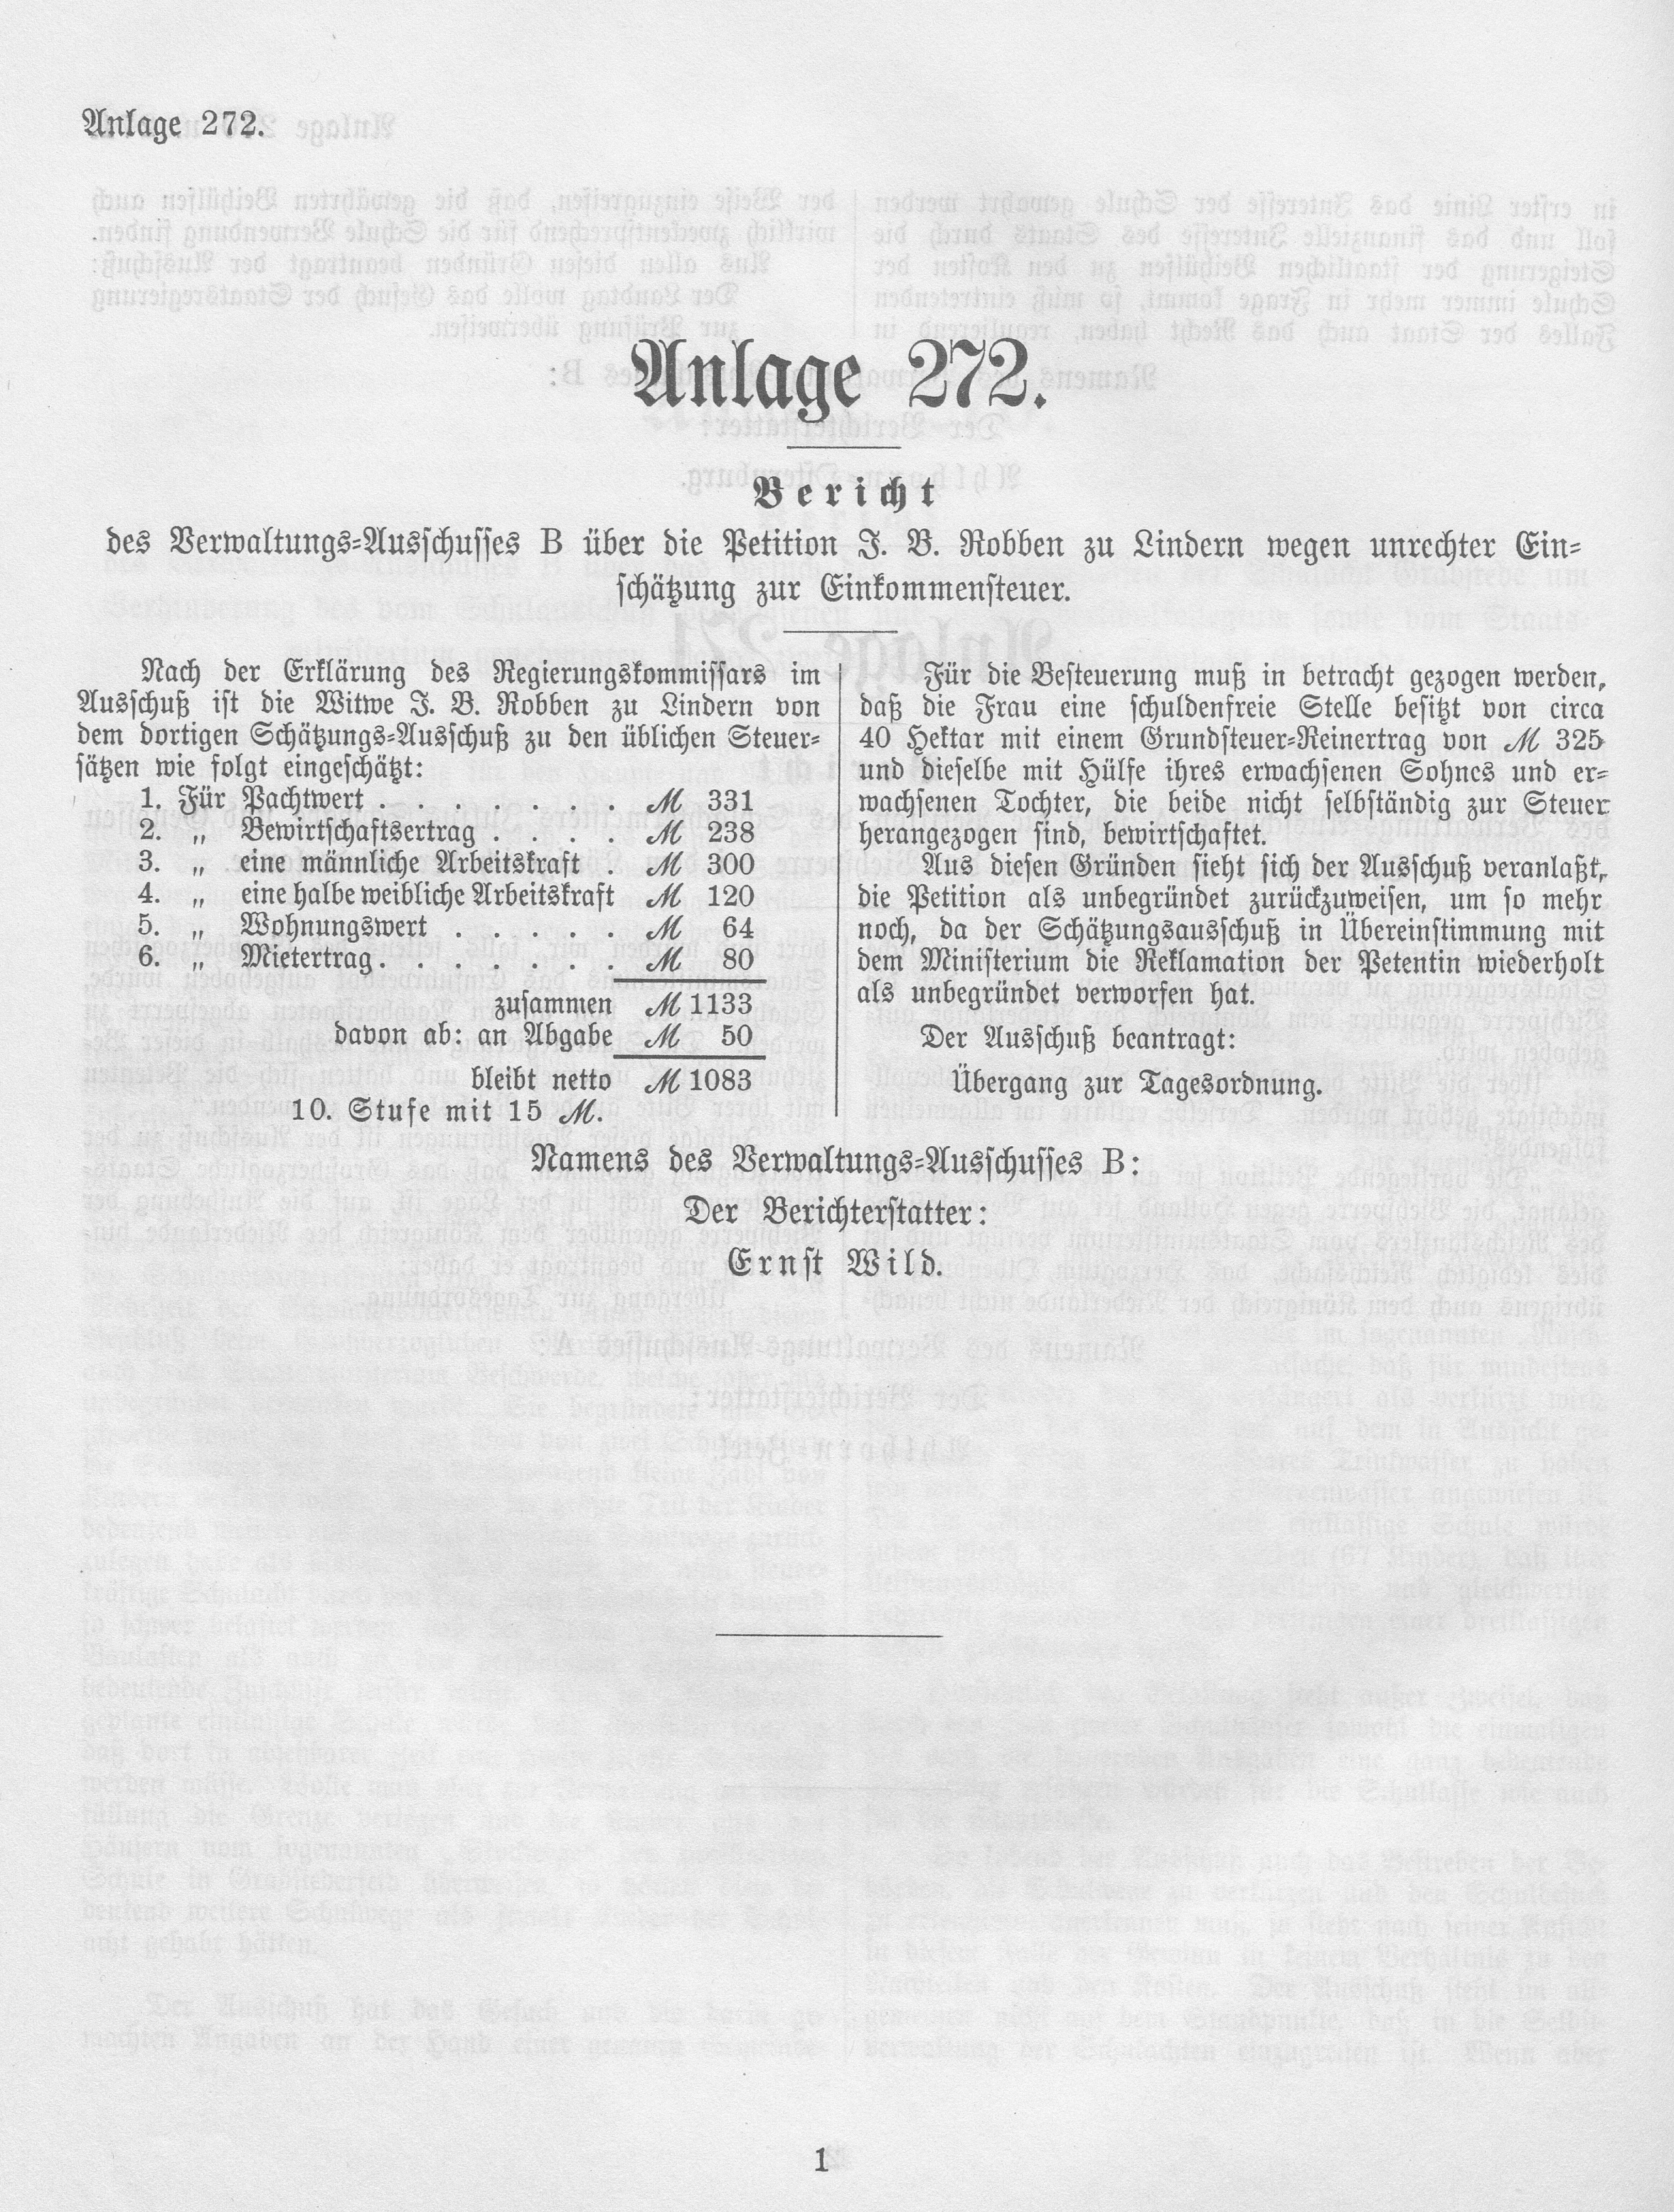 Anlage 272.
Anlage 272.
Bericht
des Verwaltungs-Ausschusses B über die Petition J. B. Robben zu Lindern wegen unrechter Ein-
schätzung zur Einkommensteuer.
Nach der Erklärung des Regierungskommissars im
Ausschuß ist die Witwe J. B. Robben zu Lindern von
dem dortigen Schätzungs-Ausschuß zu den üblichen Steuer-
sätzen wie folgt eingeschätzt:
1. Für Pachtwert . . . . . . . ℳ 331
2. „ Bewirtschaftsertrag . . . . ℳ 238
3. „ eine männliche Arbeitskraft . ℳ 300
4. „ eine halbe weibliche Arbeitskraft ℳ 120
5. „ Wohnungswert . . . . . ℳ 64
6. „ Mietertrag . . . . . . . ℳ 80
zusammen ℳ 1133
davon ab: an Abgabe ℳ 50
bleibt netto ℳ 1083
10. Stufe mit 15 ℳ.
Für die Besteuerung muß in betracht gezogen werden,
daß die Frau eine schuldenfreie Stelle besitzt von circa
40 Hektar mit einem Grundsteuer-Reinertrag von ℳ 325
und dieselbe mit Hülfe ihres erwachsenen Sohnes und er-
wachsenen Tochter, die beide nicht selbständig zur Steuer
herangezogen sind, bewirtschaftet.
Aus diesen Gründen sieht sich der Ausschuß veranlaßt,
die Petition als unbegründet zurückzuweisen, um so mehr
noch, da der Schätzungsausschuß in Übereinstimmung mit
dem Ministerium die Reklamation der Petentin wiederholt
als unbegründet verworfen hat.
Der Ausschuß beantragt:
Übergang zur Tagesordnung.
Namens des Verwaltungs-Ausschusses B:
Der Berichterstatter:
Ernst Wild.
1